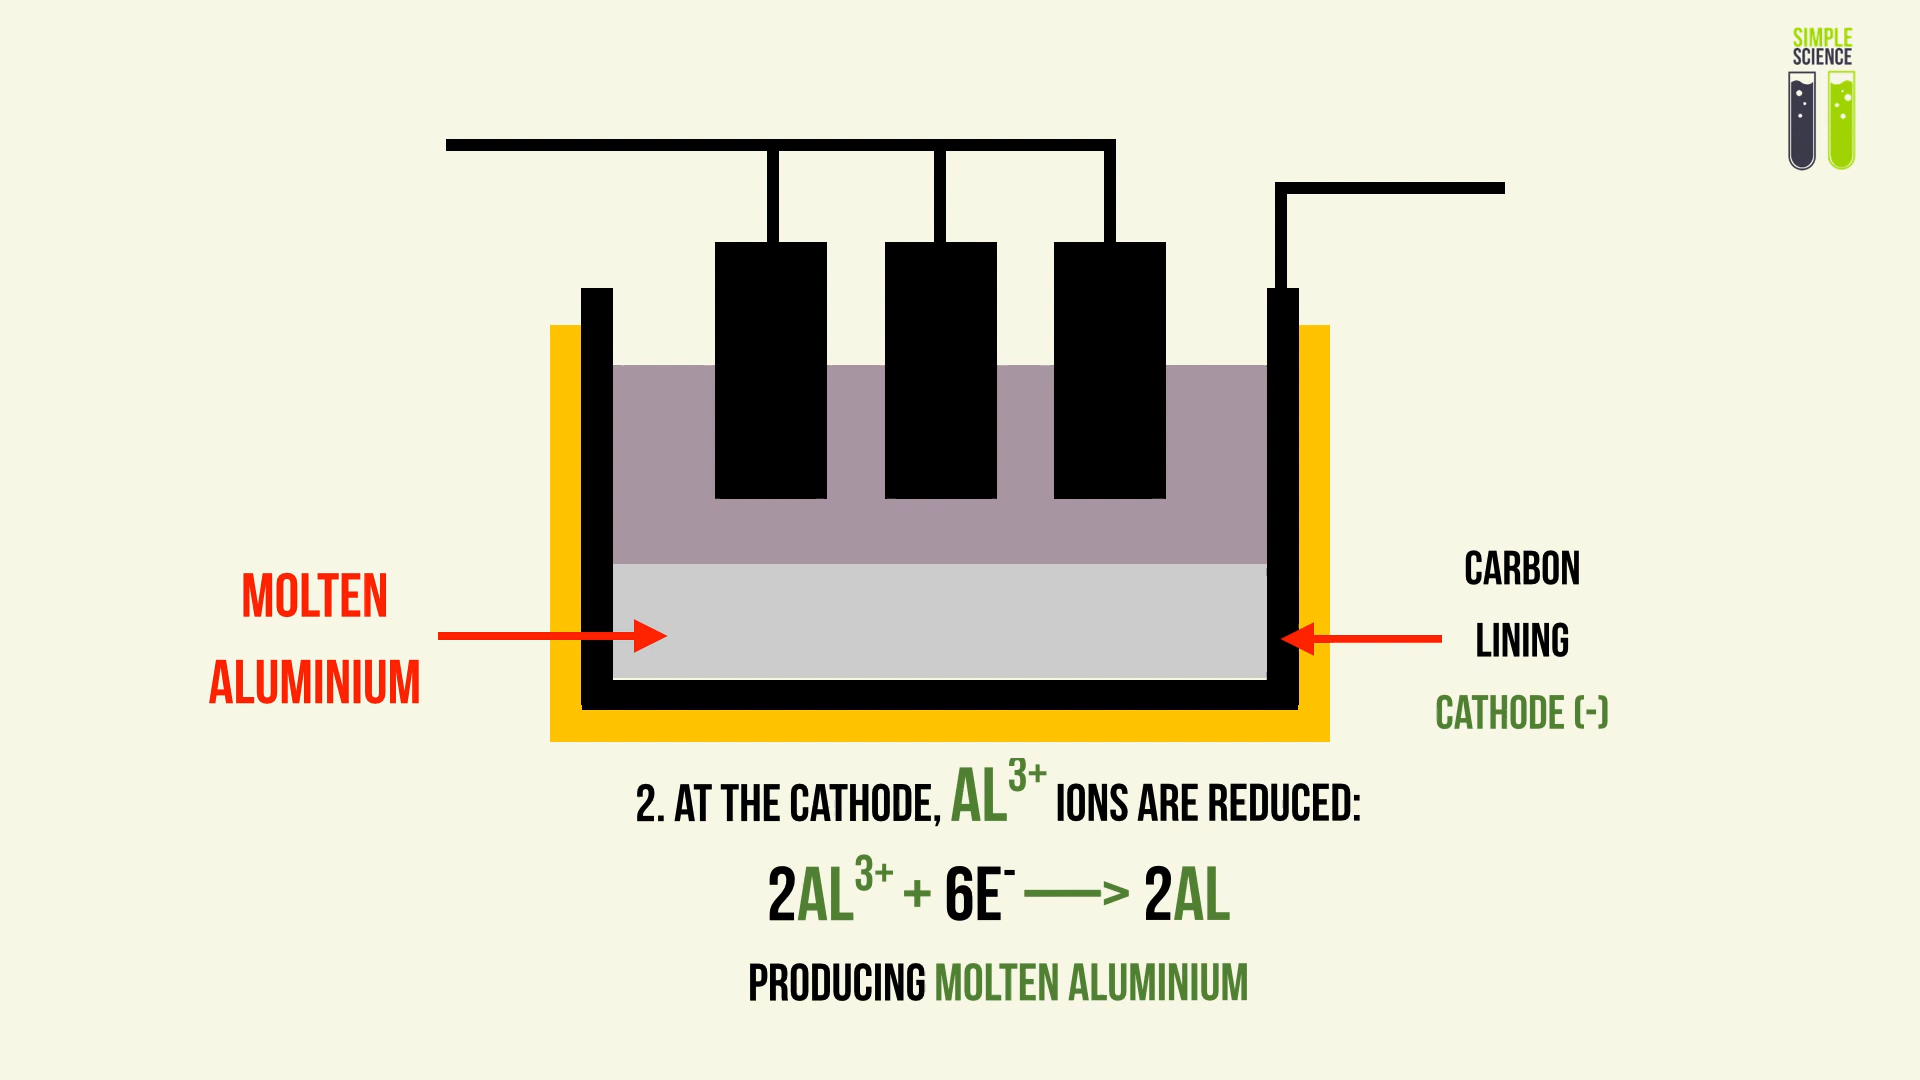 SIMPLE
SCIENCE
MOLTEN
ALUMINIUM
CARBON
LINING
CATHODE (-)
2. AT THE CATHODE, AL³⁺ IONS ARE REDUCED:
2AL³⁺ + 6E⁻ ——> 2AL
PRODUCING MOLTEN ALUMINIUM